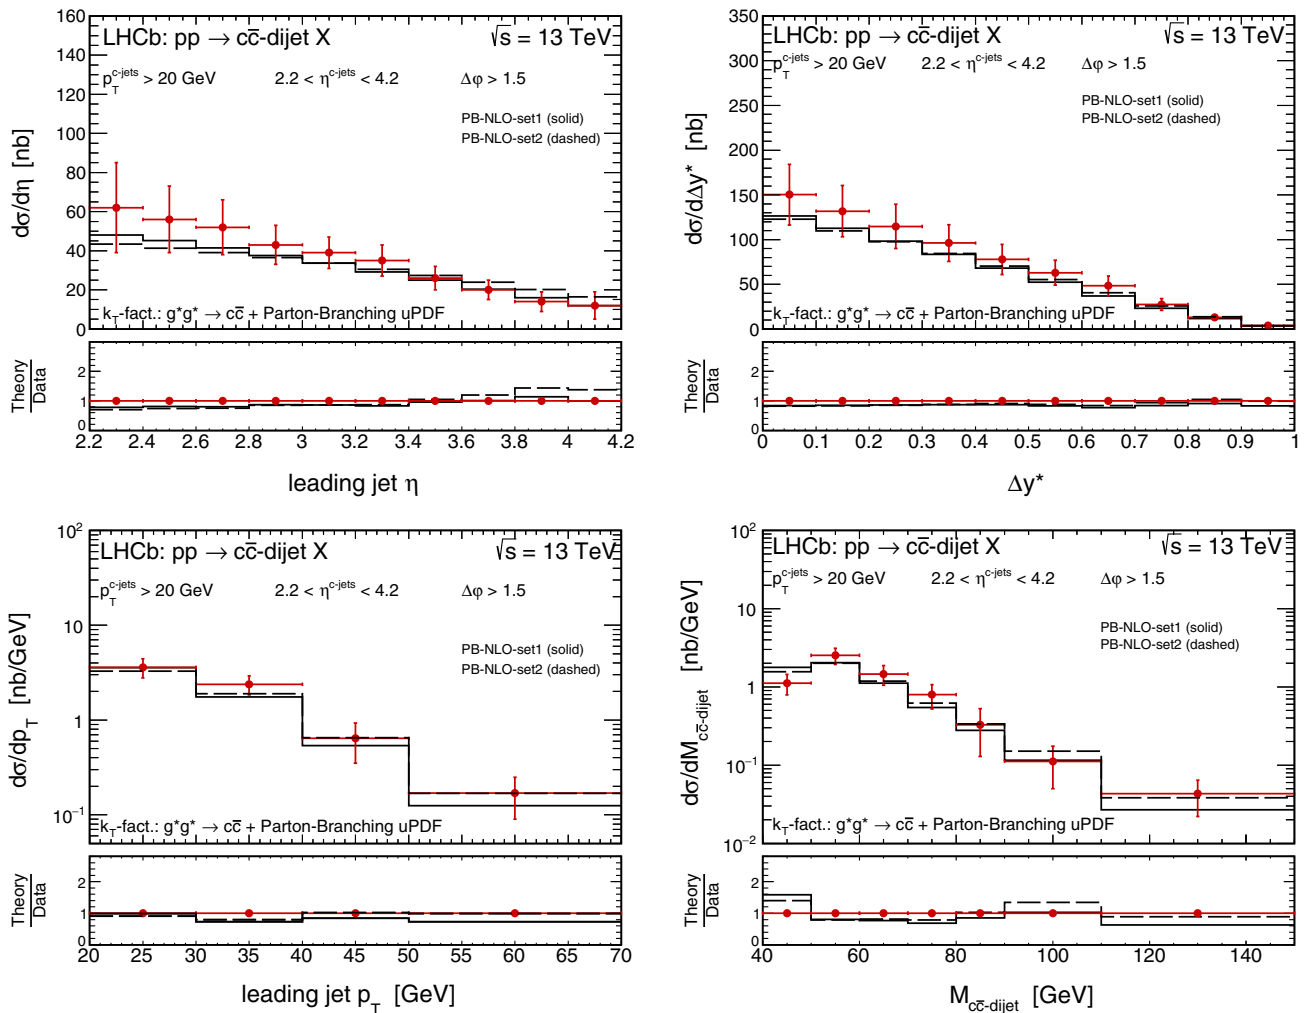 LHCb: pp → cc̄-dijet X √s = 13 TeV
p_T^{c-jets} > 20 GeV 2.2 < η^{c-jets} < 4.2 Δφ > 1.5
PB-NLO-set1 (solid)
PB-NLO-set2 (dashed)
k_T-fact.: g*g* → cc̄ + Parton-Branching uPDF
dσ/dη [nb]
160
140
120
100
80
60
40
20
0
Theory
Data
2
1
0
2.2 2.4 2.6 2.8 3 3.2 3.4 3.6 3.8 4 4.2
leading jet η
LHCb: pp → cc̄-dijet X √s = 13 TeV
p_T^{c-jets} > 20 GeV 2.2 < η^{c-jets} < 4.2 Δφ > 1.5
PB-NLO-set1 (solid)
PB-NLO-set2 (dashed)
k_T-fact.: g*g* → cc̄ + Parton-Branching uPDF
dσ/dΔy* [nb]
350
300
250
200
150
100
50
0
Theory
Data
2
1
0
0 0.1 0.2 0.3 0.4 0.5 0.6 0.7 0.8 0.9 1
Δy*
LHCb: pp → cc̄-dijet X √s = 13 TeV
p_T^{c-jets} > 20 GeV 2.2 < η^{c-jets} < 4.2 Δφ > 1.5
PB-NLO-set1 (solid)
PB-NLO-set2 (dashed)
k_T-fact.: g*g* → cc̄ + Parton-Branching uPDF
dσ/dp_T [nb/GeV]
10²
10
1
10⁻¹
Theory
Data
2
1
0
20 25 30 35 40 45 50 55 60 65 70
leading jet p_T [GeV]
LHCb: pp → cc̄-dijet X √s = 13 TeV
p_T^{c-jets} > 20 GeV 2.2 < η^{c-jets} < 4.2 Δφ > 1.5
PB-NLO-set1 (solid)
PB-NLO-set2 (dashed)
k_T-fact.: g*g* → cc̄ + Parton-Branching uPDF
dσ/dM_{cc̄-dijet} [nb/GeV]
10²
10
1
10⁻¹
10⁻²
Theory
Data
2
1
0
40 60 80 100 120 140
M_{cc̄-dijet} [GeV]